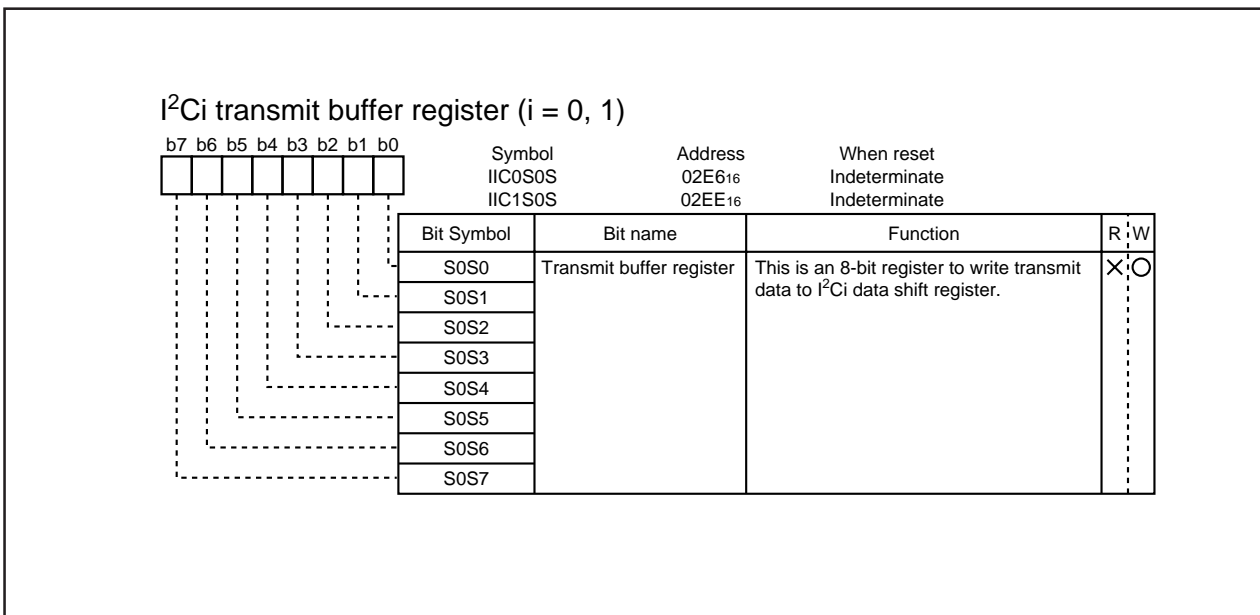 I²Ci transmit buffer register (i = 0, 1)
b7 b6 b5 b4 b3 b2 b1 b0
Symbol Address When reset
IIC0S0S 02E6₁₆ Indeterminate
IIC1S0S 02EE₁₆ Indeterminate
Bit Symbol Bit name Function R W
S0S0 Transmit buffer register This is an 8-bit register to write transmit X O
S0S1 data to I²Ci data shift register.
S0S2
S0S3
S0S4
S0S5
S0S6
S0S7